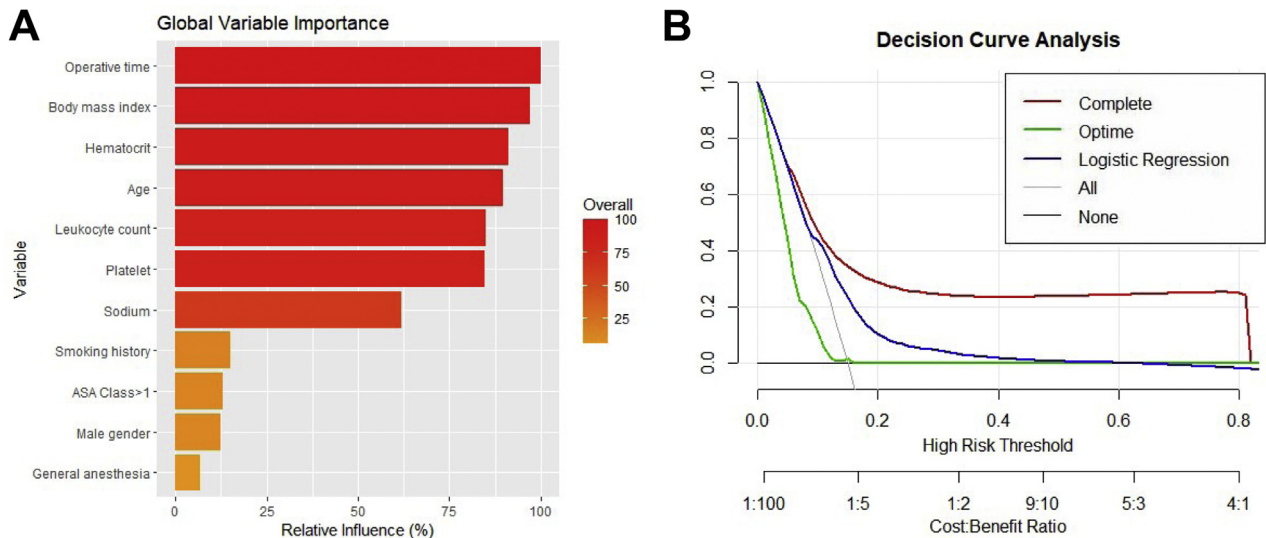 A
Global Variable Importance
Variable
Operative time
Body mass index
Hematocrit
Age
Leukocyte count
Platelet
Sodium
Smoking history
ASA Class>1
Male gender
General anesthesia
0
25
50
75
100
Relative Influence (%)
Overall
100
75
50
25
B
Decision Curve Analysis
1.0
0.8
0.6
0.4
0.2
0.0
Complete
Optime
Logistic Regression
All
None
0.0
0.2
0.4
0.6
0.8
High Risk Threshold
1:100
1:5
1:2
9:10
5:3
4:1
Cost:Benefit Ratio